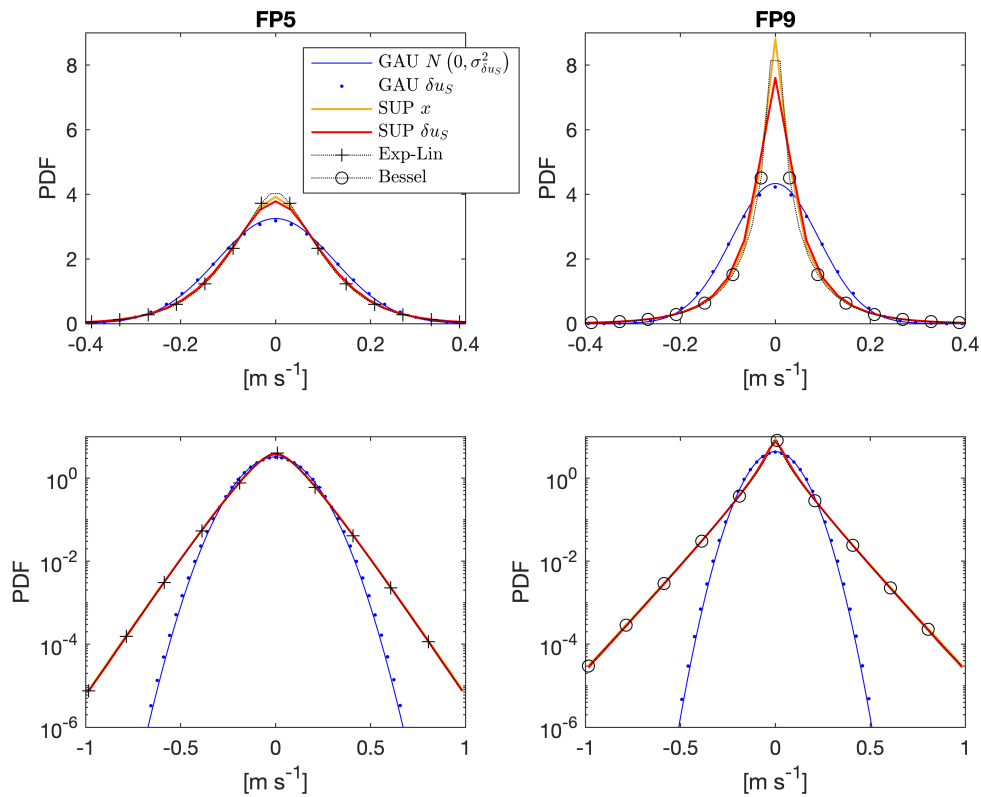 FP5
FP9
GAU N (0, σ²_δu_S)
GAU δu_S
SUP x
SUP δu_S
Exp-Lin
Bessel
PDF
8
6
4
2
0
-0.4 -0.2 0 0.2 0.4
[m s⁻¹]
PDF
8
6
4
2
0
-0.4 -0.2 0 0.2 0.4
[m s⁻¹]
PDF
10⁰
10⁻²
10⁻⁴
10⁻⁶
-1 -0.5 0 0.5 1
[m s⁻¹]
PDF
10⁰
10⁻²
10⁻⁴
10⁻⁶
-1 -0.5 0 0.5 1
[m s⁻¹]